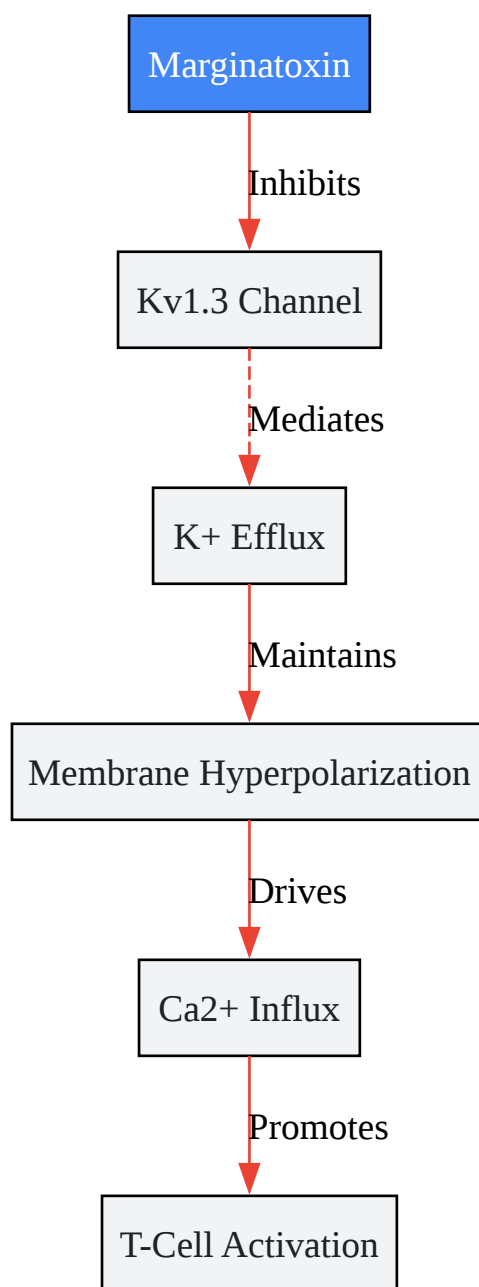 Marginatoxin
Inhibits
Kv1.3 Channel
Mediates
K+ Efflux
Maintains
Membrane Hyperpolarization
Drives
Ca2+ Influx
Promotes
T-Cell Activation